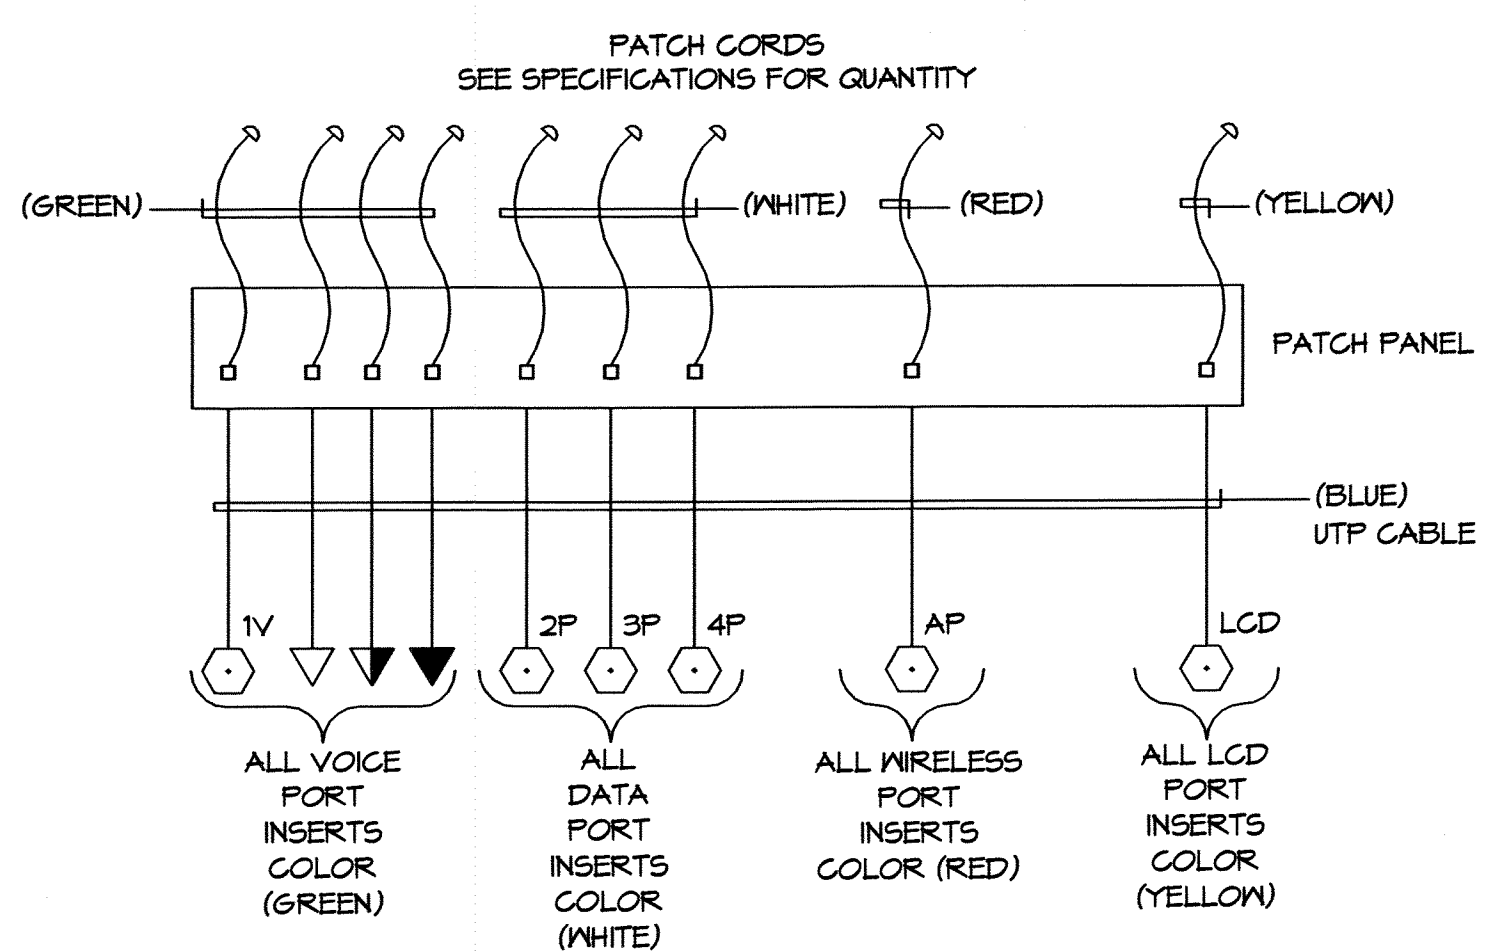 PATCH CORDS
SEE SPECIFICATIONS FOR QUANTITY
(GREEN)
(WHITE)
(RED)
(YELLOW)
PATCH PANEL
(BLUE)
UTP CABLE
1V
2P
3P
4P
AP
LCD
ALL VOICE
PORT
INSERTS
COLOR
(GREEN)
ALL
DATA
PORT
INSERTS
COLOR
(WHITE)
ALL WIRELESS
PORT
INSERTS
COLOR (RED)
ALL LCD
PORT
INSERTS
COLOR
(YELLOW)